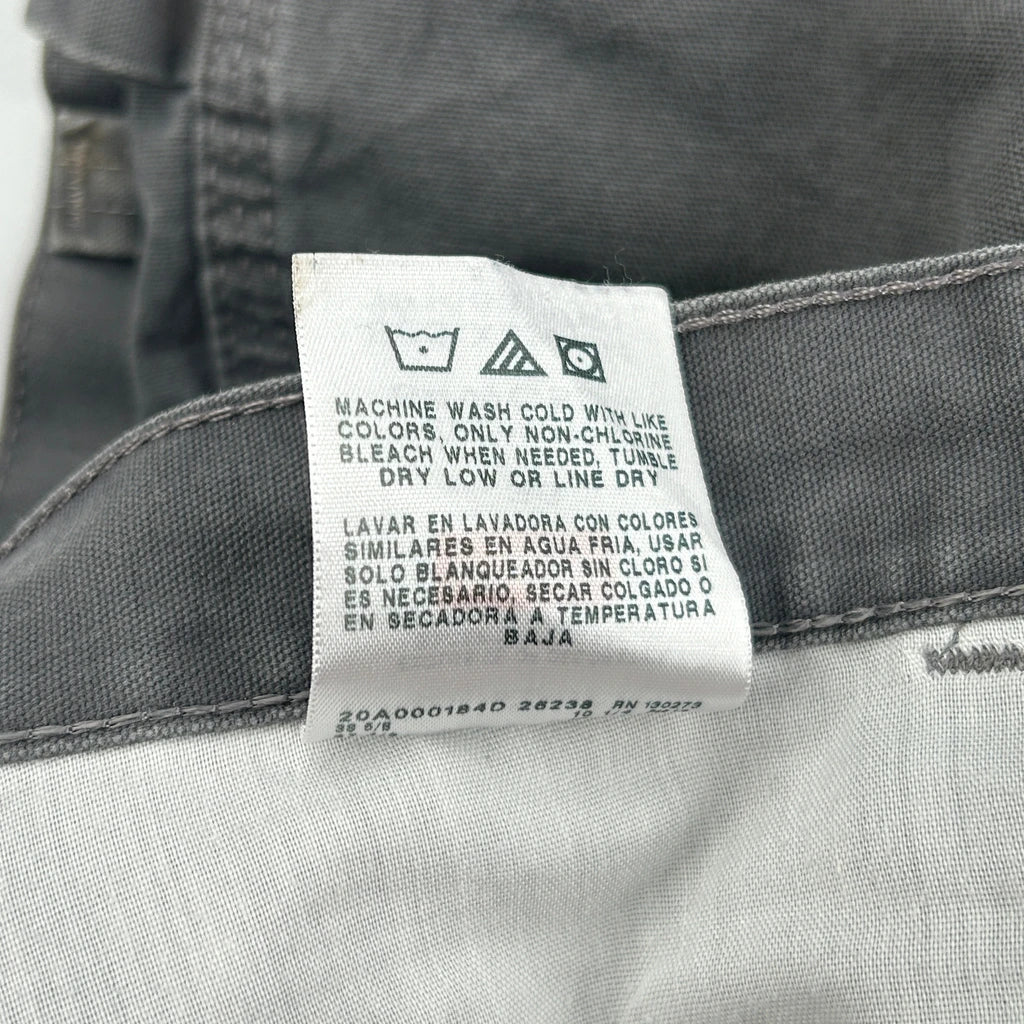 MACHINE WASH COLD WITH LIKE
COLORS, ONLY NON-CHLORINE
BLEACH WHEN NEEDED, TUMBLE
DRY LOW OR LINE DRY
LAVAR EN LAVADORA CON COLORES
SIMILARES EN AGUA FRIA, USAR
SOLO BLANQUEADOR SIN CLORO SI
ES NECESARIO, SECAR COLGADO O
EN SECADORA A TEMPERATURA
BAJA
20A000184D 26238 RN 130273